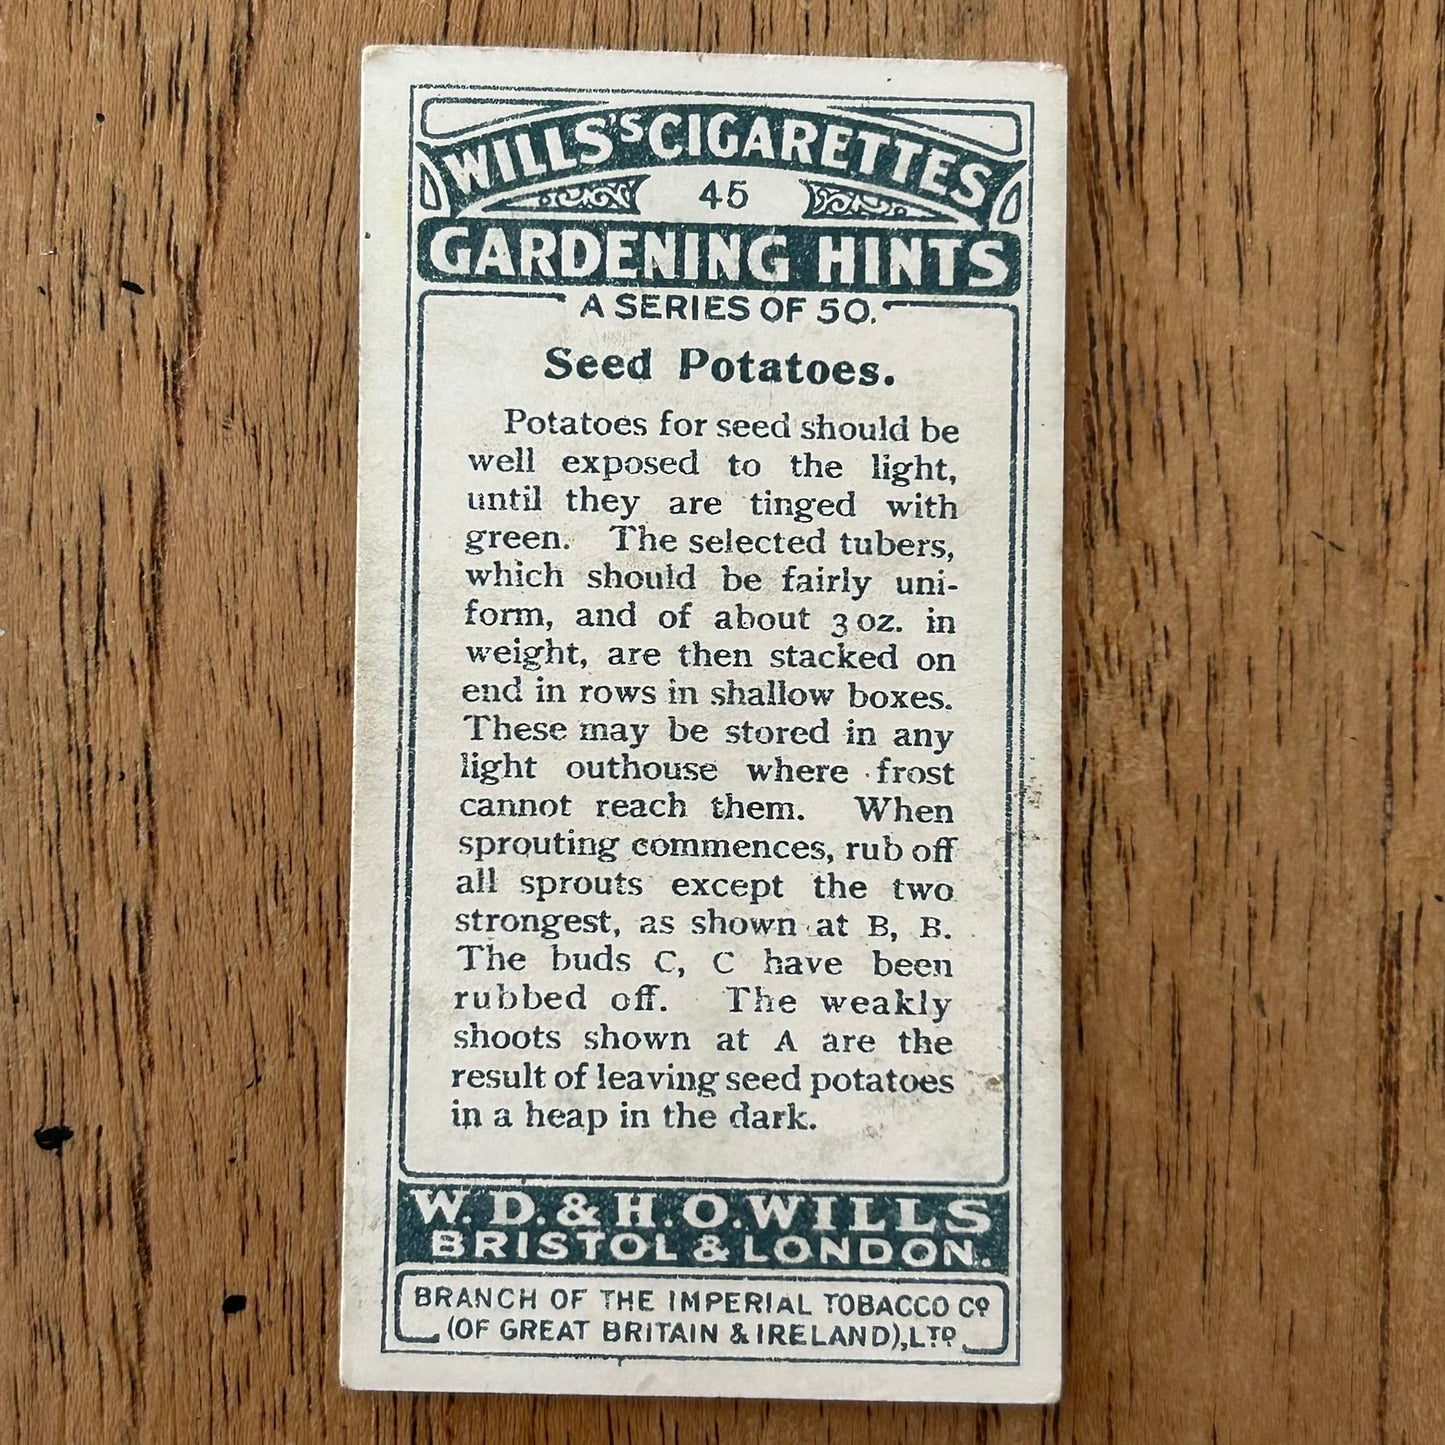 WILLS'S CIGARETTES
45
GARDENING HINTS
A SERIES OF 50.
Seed Potatoes.
Potatoes for seed should be
well exposed to the light,
until they are tinged with
green. The selected tubers,
which should be fairly uni-
form, and of about 3 oz. in
weight, are then stacked on
end in rows in shallow boxes.
These may be stored in any
light outhouse where frost
cannot reach them. When
sprouting commences, rub off
all sprouts except the two
strongest, as shown at B, B.
The buds C, C have been
rubbed off. The weakly
shoots shown at A are the
result of leaving seed potatoes
in a heap in the dark.
W. D. & H. O. WILLS
BRISTOL & LONDON.
BRANCH OF THE IMPERIAL TOBACCO Co.
(OF GREAT BRITAIN & IRELAND), LTD.